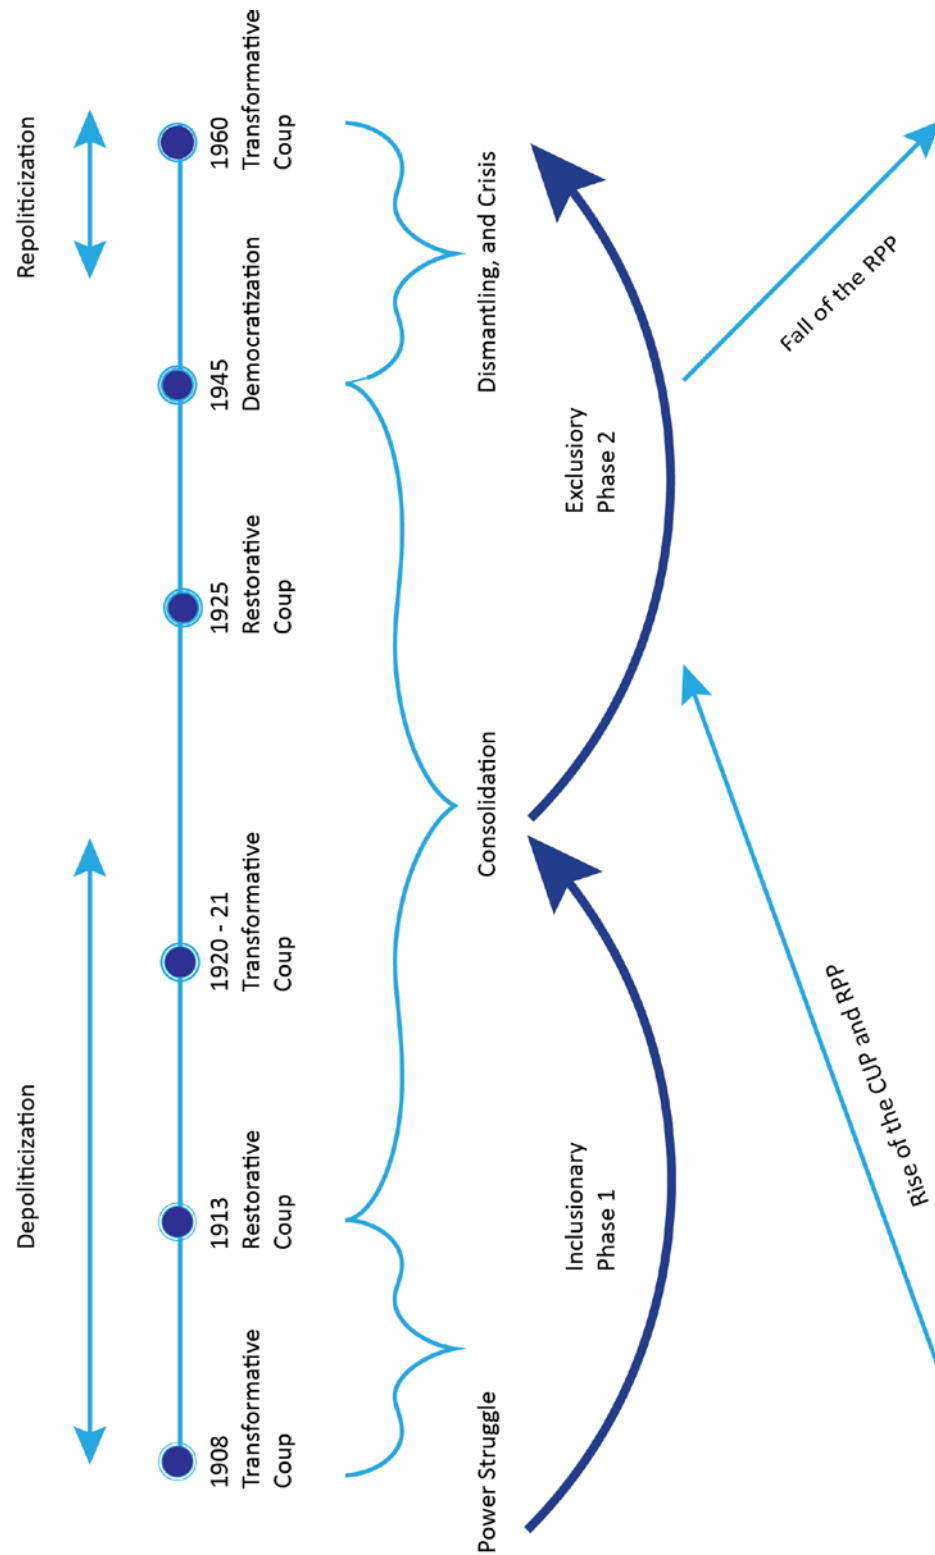 Depoliticization
Repoliticization
1908
Transformative
Coup
1913
Restorative
Coup
1920 - 21
Transformative
Coup
1925
Restorative
Coup
1945
Democratization
1960
Transformative
Coup
Power Struggle
Consolidation
Dismantling, and Crisis
Inclusionary
Phase 1
Exclusiory
Phase 2
Rise of the CUP and RPP
Fall of the RPP